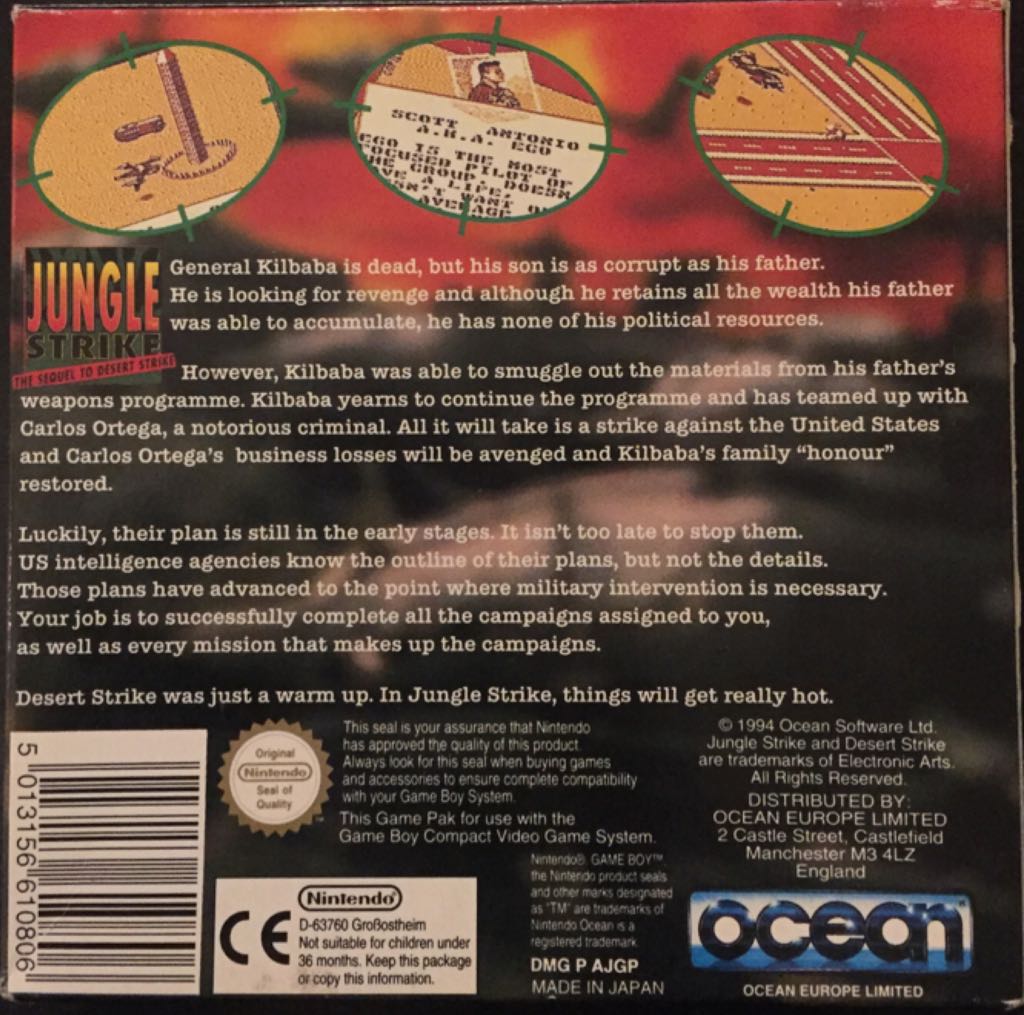 SCOTT ANTONIO
A.K.A. EGO
EGO IS THE MOST
FOCUSED PILOT OF
THE GROUP. DOESN
VE A LIFE.
SN'T WANT ON
AVERAGE
JUNGLE
STRIKE
THE SEQUEL TO DESERT STRIKE
General Kilbaba is dead, but his son is as corrupt as his father.
He is looking for revenge and although he retains all the wealth his father
was able to accumulate, he has none of his political resources.
However, Kilbaba was able to smuggle out the materials from his father's
weapons programme. Kilbaba yearns to continue the programme and has teamed up with
Carlos Ortega, a notorious criminal. All it will take is a strike against the United States
and Carlos Ortega's business losses will be avenged and Kilbaba's family "honour"
restored.
Luckily, their plan is still in the early stages. It isn't too late to stop them.
US intelligence agencies know the outline of their plans, but not the details.
Those plans have advanced to the point where military intervention is necessary.
Your job is to successfully complete all the campaigns assigned to you,
as well as every mission that makes up the campaigns.
Desert Strike was just a warm up. In Jungle Strike, things will get really hot.
5 013156 610806
Original
Nintendo
Seal of
Quality
This seal is your assurance that Nintendo
has approved the quality of this product.
Always look for this seal when buying games
and accessories to ensure complete compatibility
with your Game Boy System.
This Game Pak for use with the
Game Boy Compact Video Game System.
© 1994 Ocean Software Ltd.
Jungle Strike and Desert Strike
are trademarks of Electronic Arts.
All Rights Reserved.
DISTRIBUTED BY:
OCEAN EUROPE LIMITED
2 Castle Street, Castlefield
Manchester M3 4LZ
England
CE
Nintendo
D-63760 Großostheim
Not suitable for children under
36 months. Keep this package
or copy this information.
Nintendo®, GAME BOY™,
the Nintendo product seals
and other marks designated
as "TM" are trademarks of
Nintendo Ocean is a
registered trademark
DMG P AJGP
MADE IN JAPAN
ocean
OCEAN EUROPE LIMITED